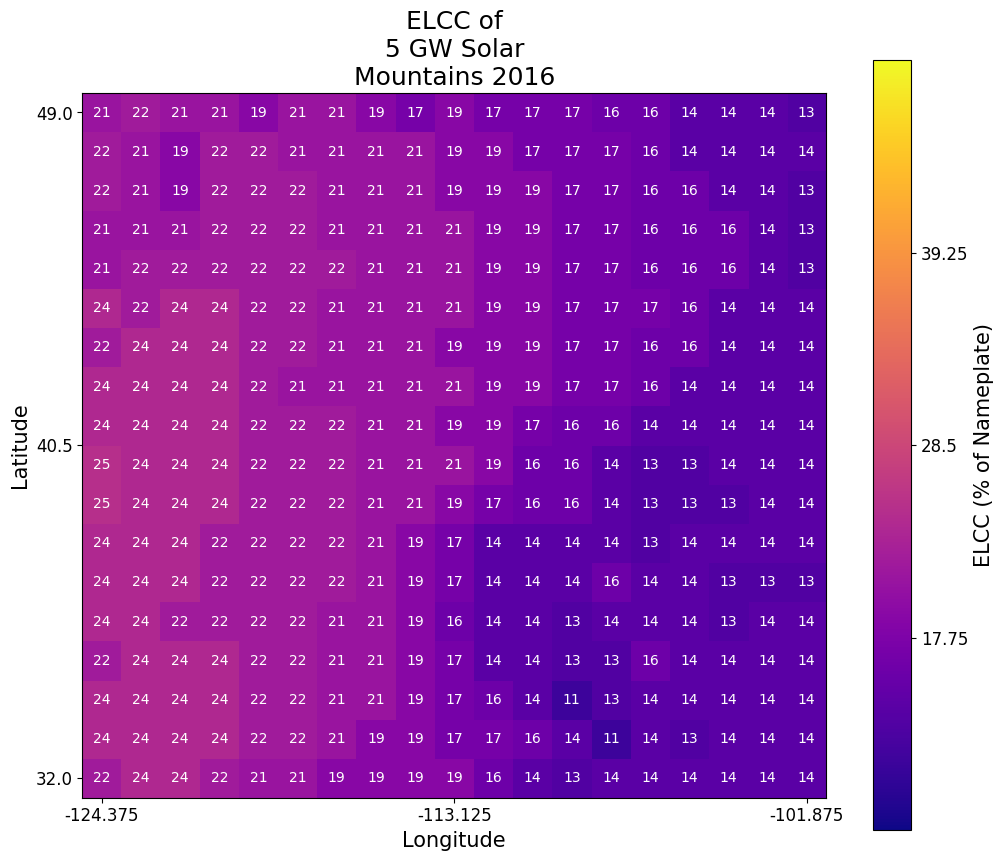 ELCC of
5 GW Solar
Mountains 2016
49.0
21 22 21 21 19 21 21 19 17 19 17 17 17 16 16 14 14 14 13
22 21 19 22 22 21 21 21 21 19 19 17 17 17 16 14 14 14 14
22 21 19 22 22 22 21 21 21 19 19 19 17 17 16 16 14 14 13
21 21 21 22 22 22 21 21 21 21 19 19 17 17 16 16 16 14 13
21 22 22 22 22 22 22 21 21 21 19 19 17 17 16 16 16 14 13
24 22 24 24 22 22 21 21 21 21 19 19 17 17 17 16 14 14 14
22 24 24 24 22 22 21 21 21 19 19 19 17 17 16 16 14 14 14
24 24 24 24 22 21 21 21 21 21 19 19 17 17 16 14 14 14 14
24 24 24 24 22 22 22 21 21 19 19 17 16 16 14 14 14 14 14
40.5
25 24 24 24 22 22 22 21 21 21 19 16 16 14 13 13 14 14 14
25 24 24 24 22 22 22 21 21 19 17 16 16 14 13 13 13 14 14
24 24 24 22 22 22 22 21 19 17 14 14 14 14 13 14 14 14 14
24 24 24 22 22 22 22 21 19 17 14 14 14 16 14 14 13 13 13
24 24 22 22 22 22 21 21 19 16 14 14 13 14 14 14 13 14 14
22 24 24 24 22 22 21 21 19 17 14 14 13 13 16 14 14 14 14
24 24 24 24 22 22 21 21 19 17 16 14 11 13 14 14 14 14 14
24 24 24 24 22 22 21 19 19 17 17 16 14 11 14 13 14 14 14
32.0
22 24 24 22 21 21 19 19 19 19 16 14 13 14 14 14 14 14 14
-124.375
-113.125
-101.875
Latitude
Longitude
39.25
28.5
17.75
ELCC (% of Nameplate)